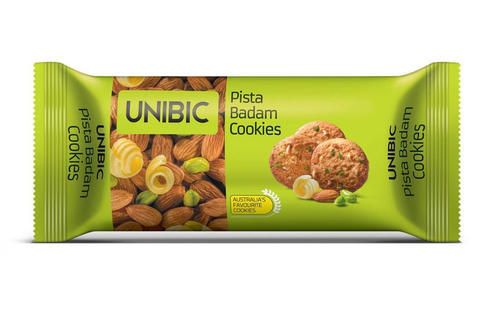 UNIBIC
Pista Badam
Cookies
UNIBIC
Pista
Badam
Cookies
AUSTRALIA'S
FAVOURITE
COOKIES
UNIBIC
Pista Badam
Cookies